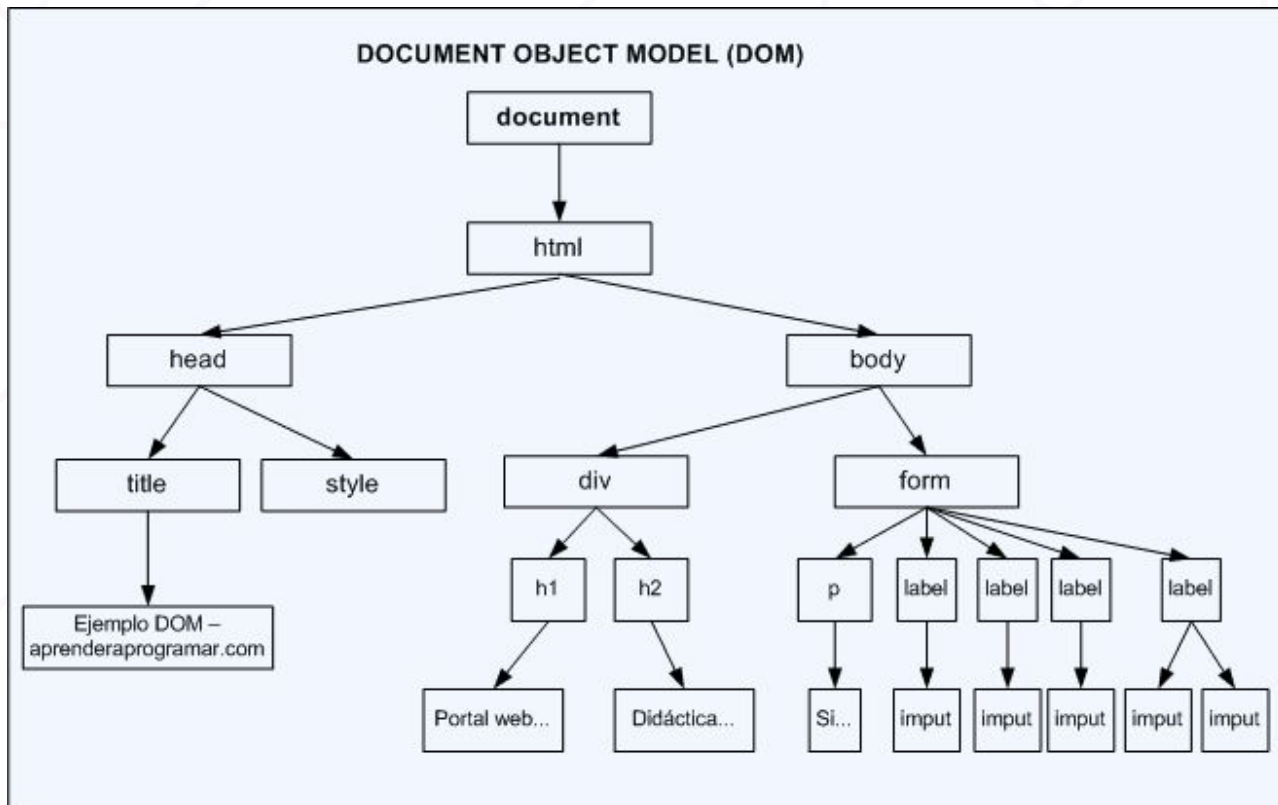 DOCUMENT OBJECT MODEL (DOM)
document
html
head
body
title
style
div
form
h1
h2
p
label
label
label
label
Ejemplo DOM –
aprenderaprogramar.com
Portal web...
Didáctica...
Si...
imput
imput
imput
imput
imput